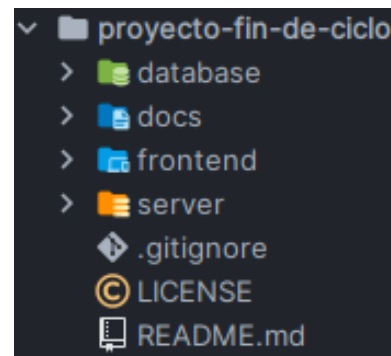 proyecto-fin-de-ciclo
database
docs
frontend
server
.gitignore
LICENSE
README.md